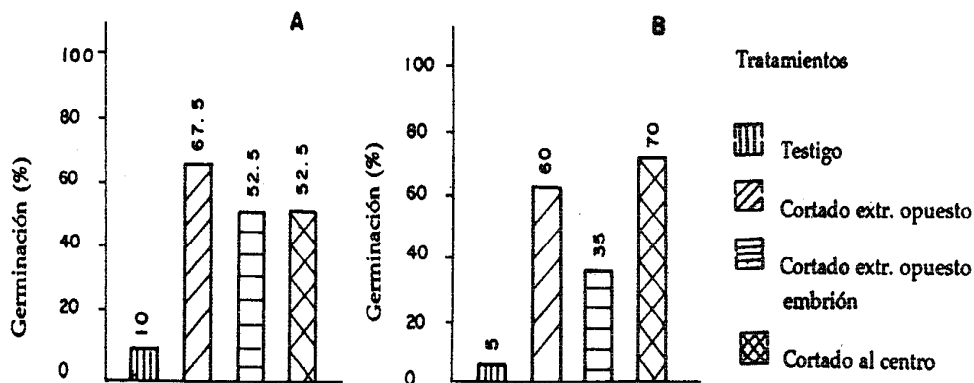 A
Germinación (%)
100
80
60
40
20
0
10
67.5
52.5
52.5
B
Germinación (%)
100
80
60
40
20
0
5
60
35
70
Tratamientos
Testigo
Cortado extr. opuesto
Cortado extr. opuesto
embrión
Cortado al centro